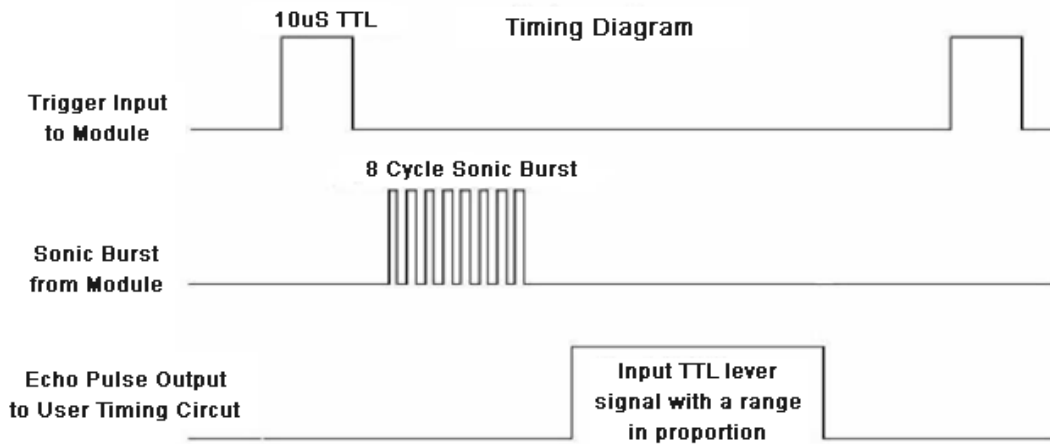 10uS TTL
Timing Diagram
Trigger Input
to Module
8 Cycle Sonic Burst
Sonic Burst
from Module
Echo Pulse Output
to User Timing Circut
Input TTL lever
signal with a range
in proportion